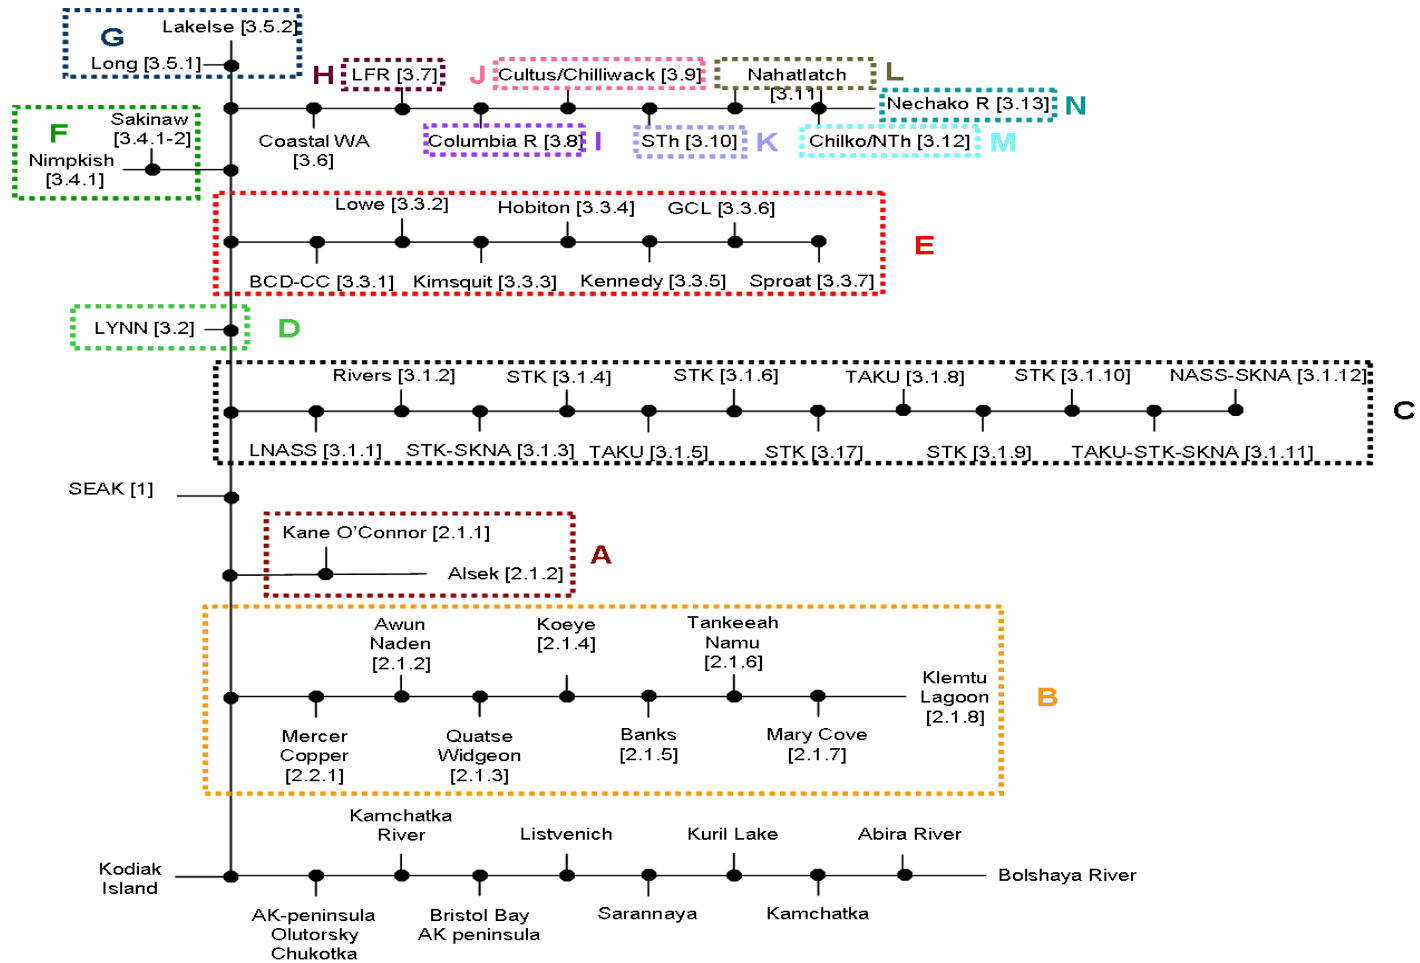 Lakelse [3.5.2]
G
Long [3.5.1]
H
LFR [3.7]
J
Cultus/Chilliwack [3.9]
Nahatlatch
[3.11]
L
Nechako R [3.13]
N
F
Sakinaw
[3.4.1-2]
Nimpkish
[3.4.1]
Coastal WA
[3.6]
Columbia R [3.8]
I
STh [3.10]
K
Chilko/NTh [3.12]
M
Lowe [3.3.2]
Hobiton [3.3.4]
GCL [3.3.6]
E
BCD-CC [3.3.1]
Kimsquit [3.3.3]
Kennedy [3.3.5]
Sproat [3.3.7]
LYNN [3.2]
D
Rivers [3.1.2]
STK [3.1.4]
STK [3.1.6]
TAKU [3.1.8]
STK [3.1.10]
NASS-SKNA [3.1.12]
C
LNASS [3.1.1]
STK-SKNA [3.1.3]
TAKU [3.1.5]
STK [3.17]
STK [3.1.9]
TAKU-STK-SKNA [3.1.11]
SEAK [1]
Kane O'Connor [2.1.1]
A
Alsek [2.1.2]
Awun
Naden
[2.1.2]
Koeye
[2.1.4]
Tankeeah
Namu
[2.1.6]
Klemtu
Lagoon
[2.1.8]
B
Mercer
Copper
[2.2.1]
Quatse
Widgeon
[2.1.3]
Banks
[2.1.5]
Mary Cove
[2.1.7]
Kamchatka
River
Listvenich
Kuril Lake
Abira River
Kodiak
Island
Bolshaya River
AK-peninsula
Olutorsky
Chukotka
Bristol Bay
AK peninsula
Sarannaya
Kamchatka